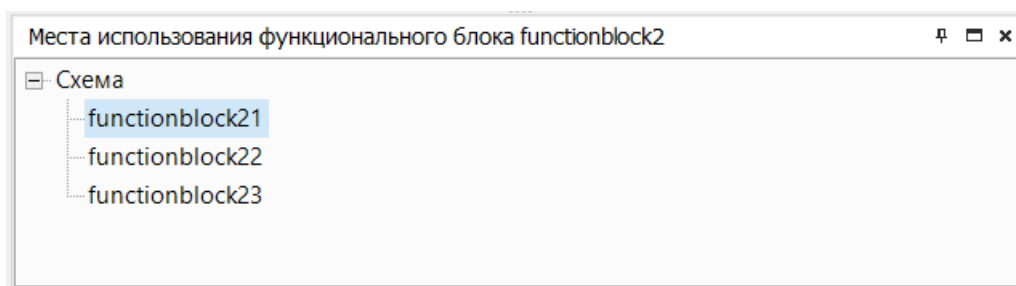 Места использования функционального блока functionblock2
Схема
functionblock21
functionblock22
functionblock23